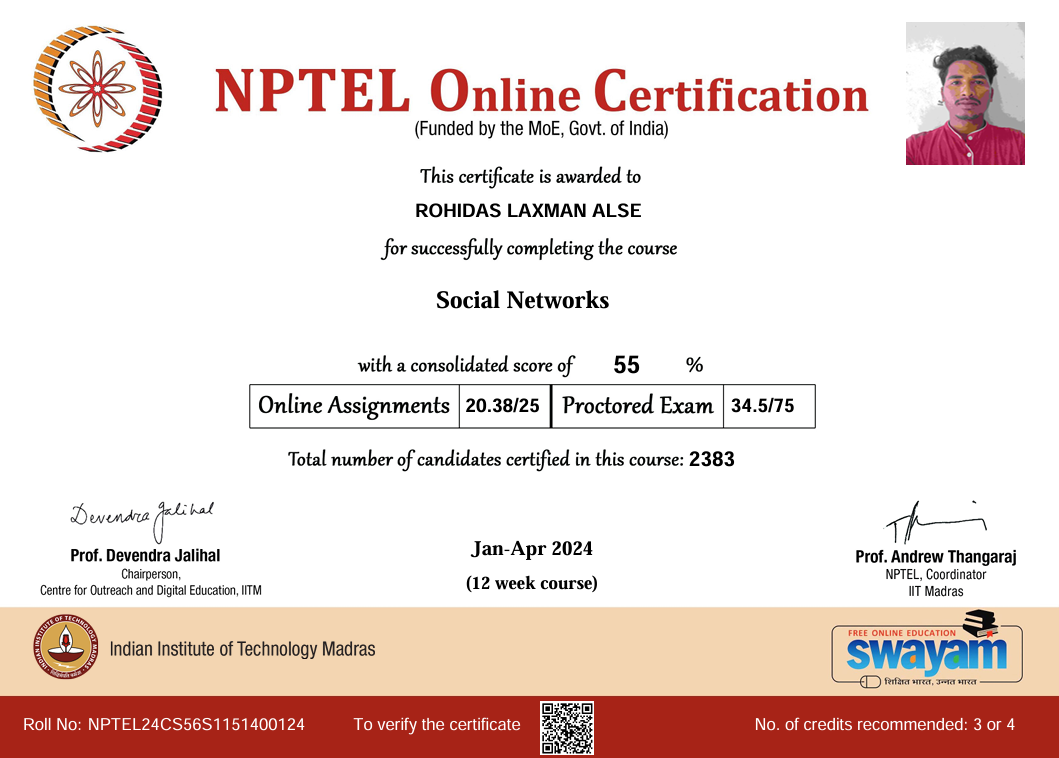 NPTEL Online Certification
(Funded by the MoE, Govt. of India)
This certificate is awarded to
ROHIDAS LAXMAN ALSE
for successfully completing the course
Social Networks
with a consolidated score of 55 %
Online Assignments 20.38/25 Proctored Exam 34.5/75
Total number of candidates certified in this course: 2383
Devendra Jalihal
Prof. Devendra Jalihal
Chairperson,
Centre for Outreach and Digital Education, IITM
Jan-Apr 2024
(12 week course)
Prof. Andrew Thangaraj
NPTEL, Coordinator
IIT Madras
INDIAN INSTITUTE OF TECHNOLOGY MADRAS
Indian Institute of Technology Madras
FREE ONLINE EDUCATION
swayam
शिक्षित भारत, उन्नत भारत
Roll No: NPTEL24CS56S1151400124
To verify the certificate
No. of credits recommended: 3 or 4